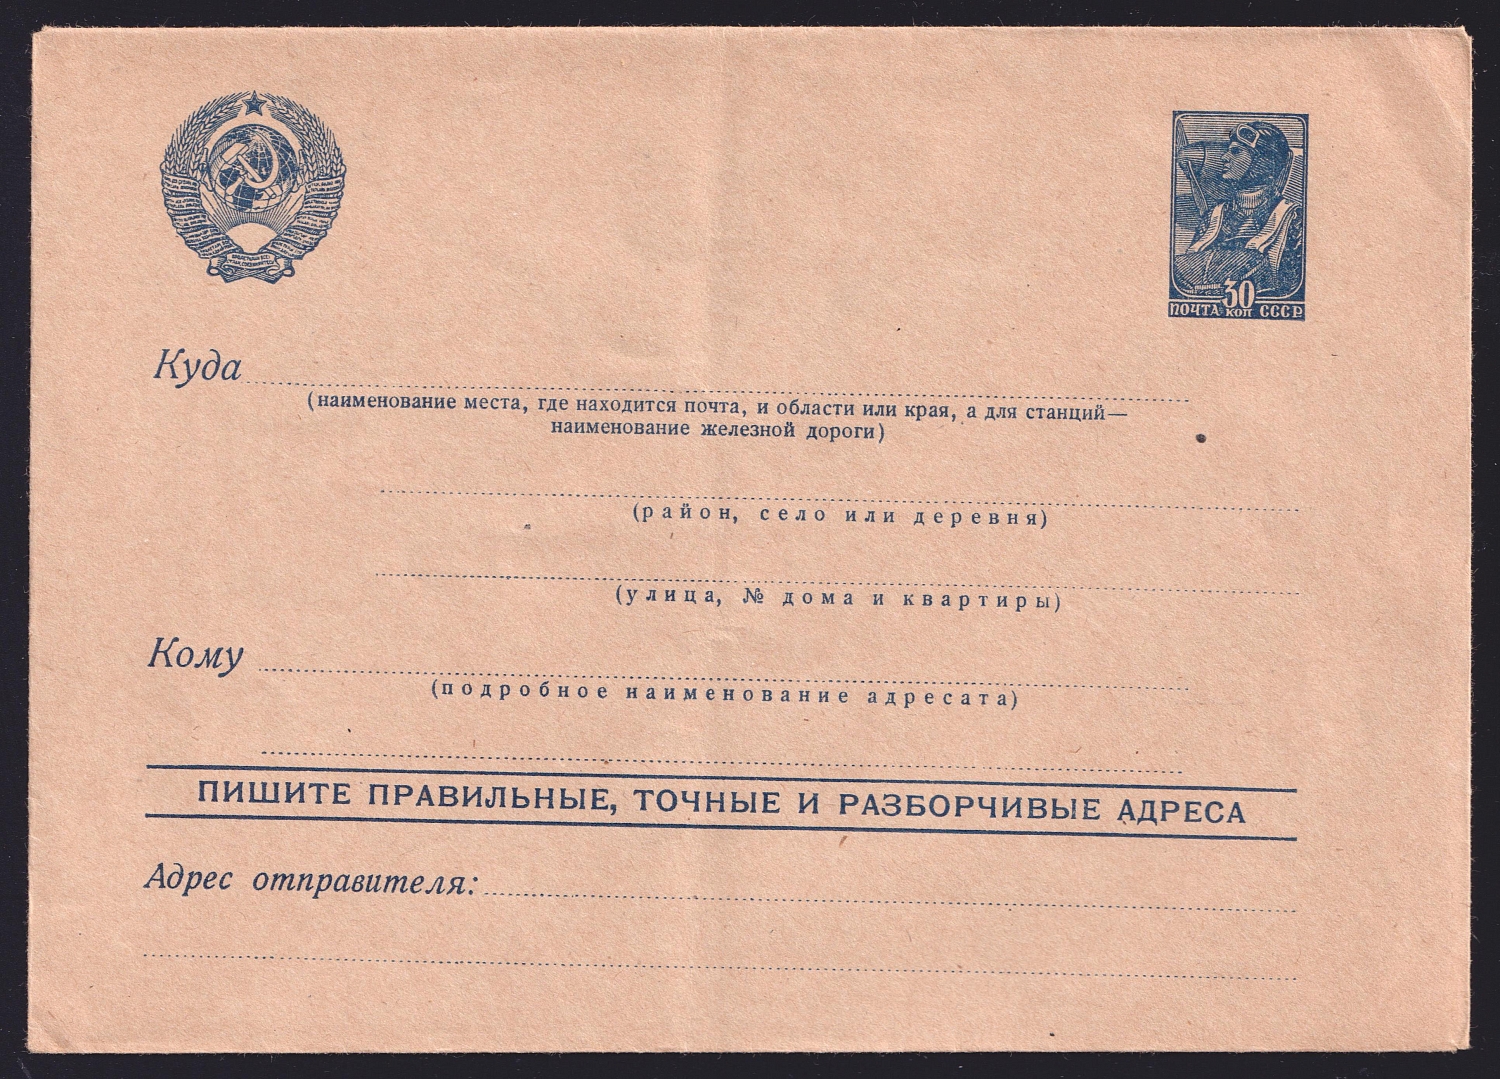 30
ПОЧТА КОП СССР
Куда
(наименование места, где находится почта, и области или края, а для станций—
наименование железной дороги)
(район, село или деревня)
(улица, № дома и квартиры)
Кому
(подробное наименование адресата)
ПИШИТЕ ПРАВИЛЬНЫЕ, ТОЧНЫЕ И РАЗБОРЧИВЫЕ АДРЕСА
Адрес отправителя: